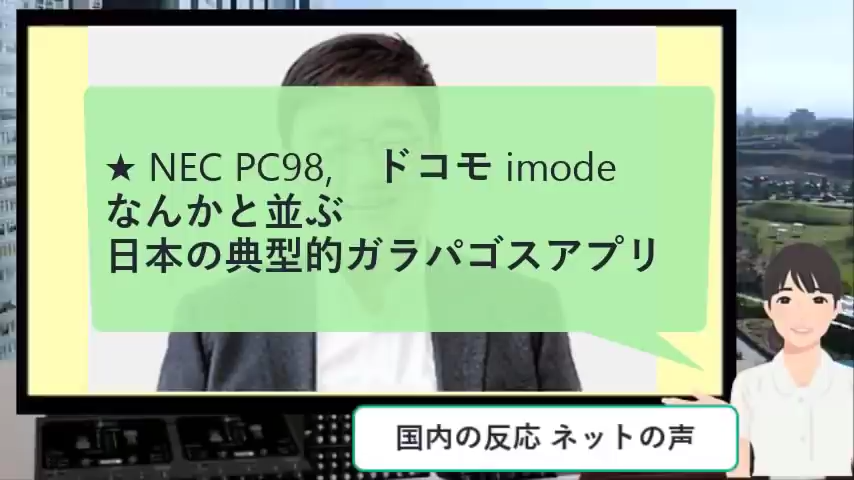 ★ NEC PC98,　ドコモ imode
なんかと並ぶ
日本の典型的ガラパゴスアプリ
国内の反応 ネットの声